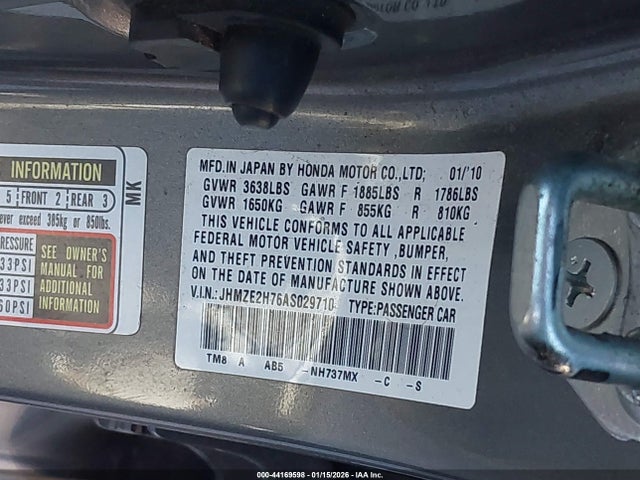 MOTOR CO LTD
INFORMATION
5 FRONT 2 REAR 3
ever exceed 385kg or 850lbs.
PRESSURE
33PSI
33PSI
60PSI
SEE OWNER'S
MANUAL FOR
ADDITIONAL
INFORMATION
MK
MFD.IN JAPAN BY HONDA MOTOR CO.,LTD; 01/'10
GVWR 3638LBS GAWR F 1885LBS R 1786LBS
GVWR 1650KG GAWR F 855KG R 810KG
THIS VEHICLE CONFORMS TO ALL APPLICABLE
FEDERAL MOTOR VEHICLE SAFETY ,BUMPER,
AND THEFT PREVENTION STANDARDS IN EFFECT
ON THE DATE OF MANUFACTURE SHOWN ABOVE.
V.I.N.: JHMZE2H76AS029710 TYPE:PASSENGER CAR
TM8 A AB5 -NH737MX -C -S
000-44169598 - 01/15/2026 - IAA Inc.